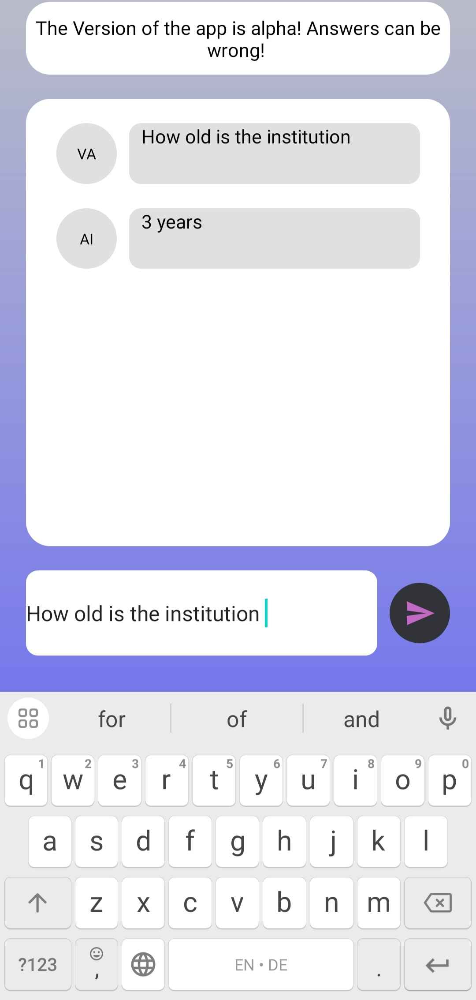 The Version of the app is alpha! Answers can be
wrong!
VA
How old is the institution
AI
3 years
How old is the institution
for
of
and
1 2 3 4 5 6 7 8 9 0
q w e r t y u i o p
a s d f g h j k l
z x c v b n m
?123
,
EN • DE
.